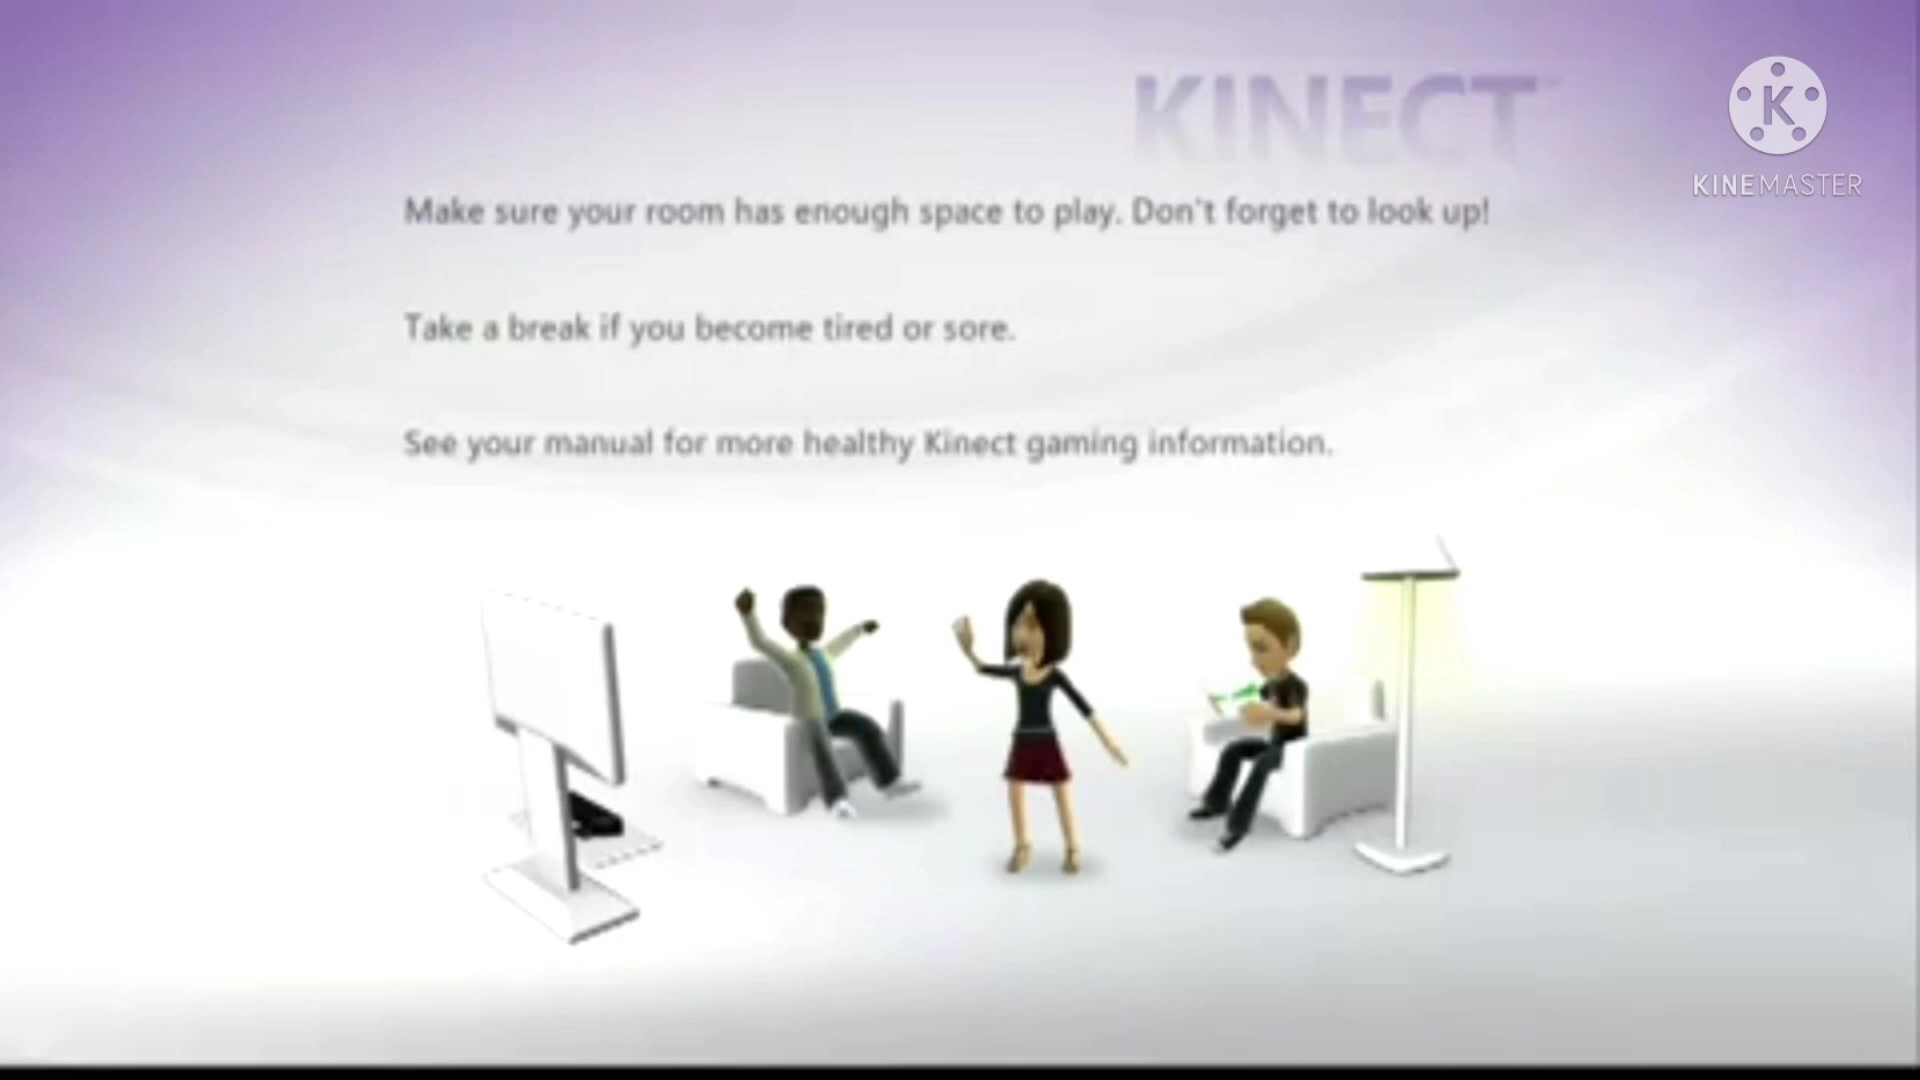 KINECT
K
KINEMASTER
Make sure your room has enough space to play. Don't forget to look up!
Take a break if you become tired or sore.
See your manual for more healthy Kinect gaming information.